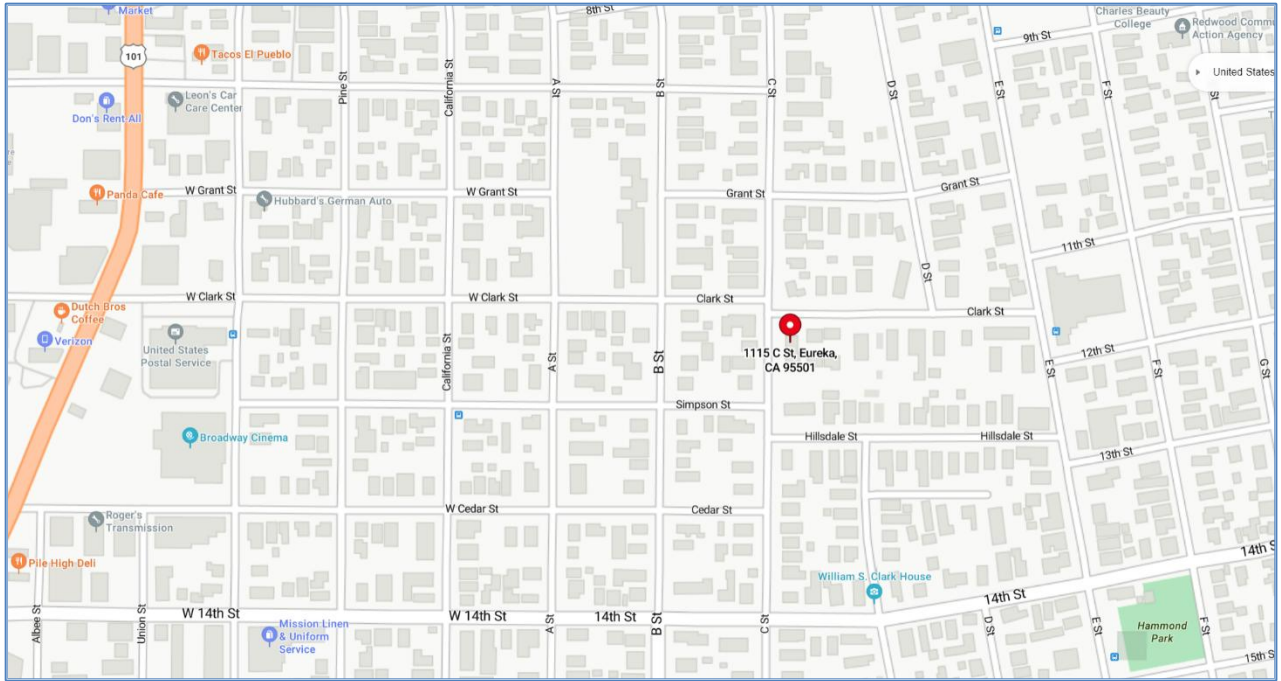 Market
8th St
Charles Beauty
College
Redwood Commu
Action Agency
9th St
101
Tacos El Pueblo
United States
Pine St
California St
A St
B St
C St
D St
E St
F St
St
Leon's Car
Care Center
Don's Rent All
Panda Cafe
W Grant St
W Grant St
Grant St
Grant St
Hubbard's German Auto
11th St
D St
W Clark St
W Clark St
Clark St
Clark St
Dutch Bros
Coffee
Verizon
United States
Postal Service
California St
A St
B St
1115 C St, Eureka,
CA 95501
E St
12th St
F St
G St
Simpson St
Broadway Cinema
Hillsdale St
Hillsdale St
13th St
W Cedar St
Cedar St
Roger's
Transmission
Pile High Deli
14th S
William S. Clark House
14th St
W 14th St
W 14th St
14th St
Albee St
Union St
A St
B St
C St
D St
E St
F St
Mission Linen
& Uniform
Service
Hammond
Park
15th S